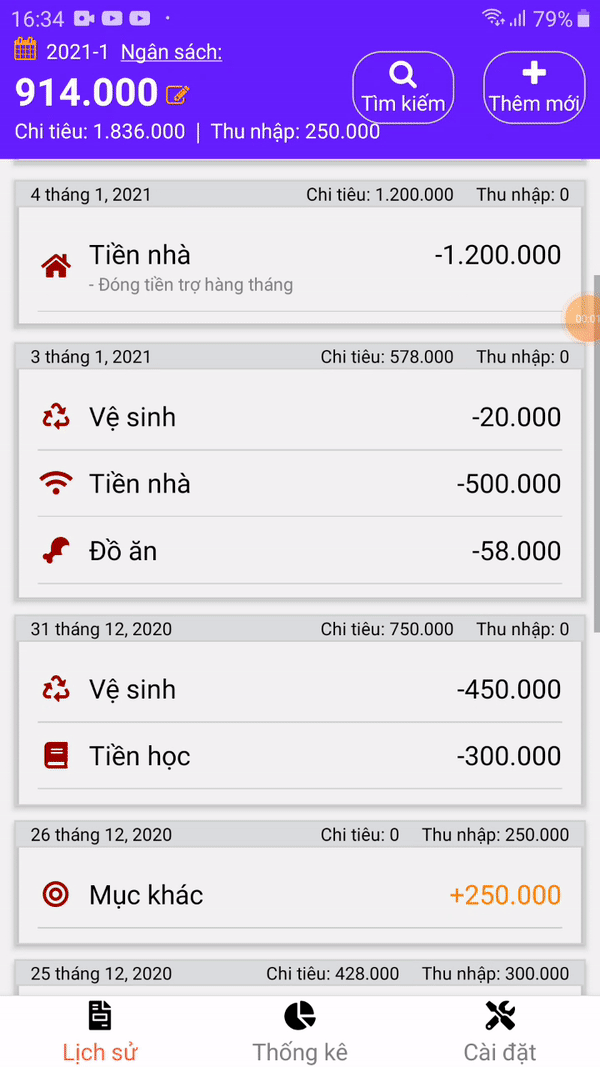 16:34 79%
2021-1 Ngân sách:
914.000
Tìm kiếm
Thêm mới
Chi tiêu: 1.836.000 | Thu nhập: 250.000
4 tháng 1, 2021 Chi tiêu: 1.200.000 Thu nhập: 0
Tiền nhà -1.200.000
- Đóng tiền trợ hàng tháng
00:01
3 tháng 1, 2021 Chi tiêu: 578.000 Thu nhập: 0
Vệ sinh -20.000
Tiền nhà -500.000
Đồ ăn -58.000
31 tháng 12, 2020 Chi tiêu: 750.000 Thu nhập: 0
Vệ sinh -450.000
Tiền học -300.000
26 tháng 12, 2020 Chi tiêu: 0 Thu nhập: 250.000
Mục khác +250.000
25 tháng 12, 2020 Chi tiêu: 428.000 Thu nhập: 300.000
Lịch sử Thống kê Cài đặt